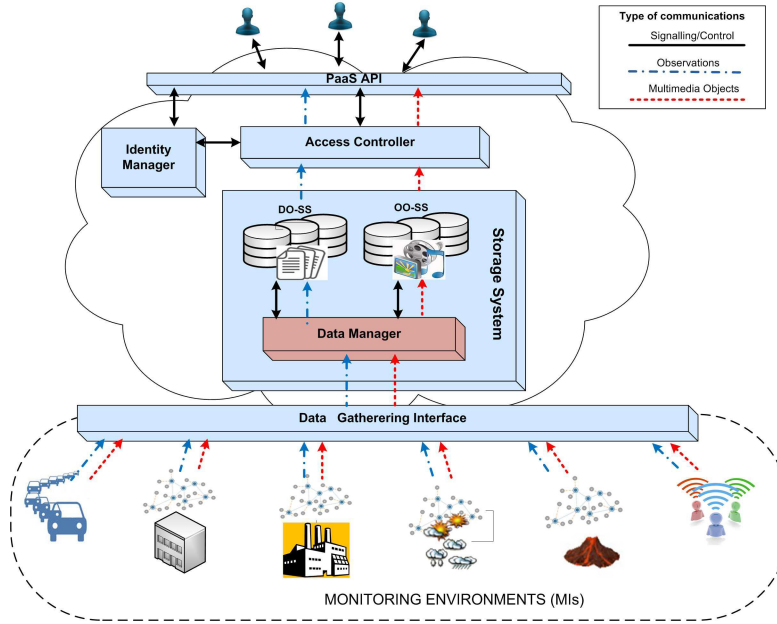 Type of communications
Signalling/Control
Observations
Multimedia Objects
PaaS API
Identity
Manager
Access Controller
DO-SS
OO-SS
Storage System
Data Manager
Data Gatherering Interface
MONITORING ENVIRONMENTS (MIs)